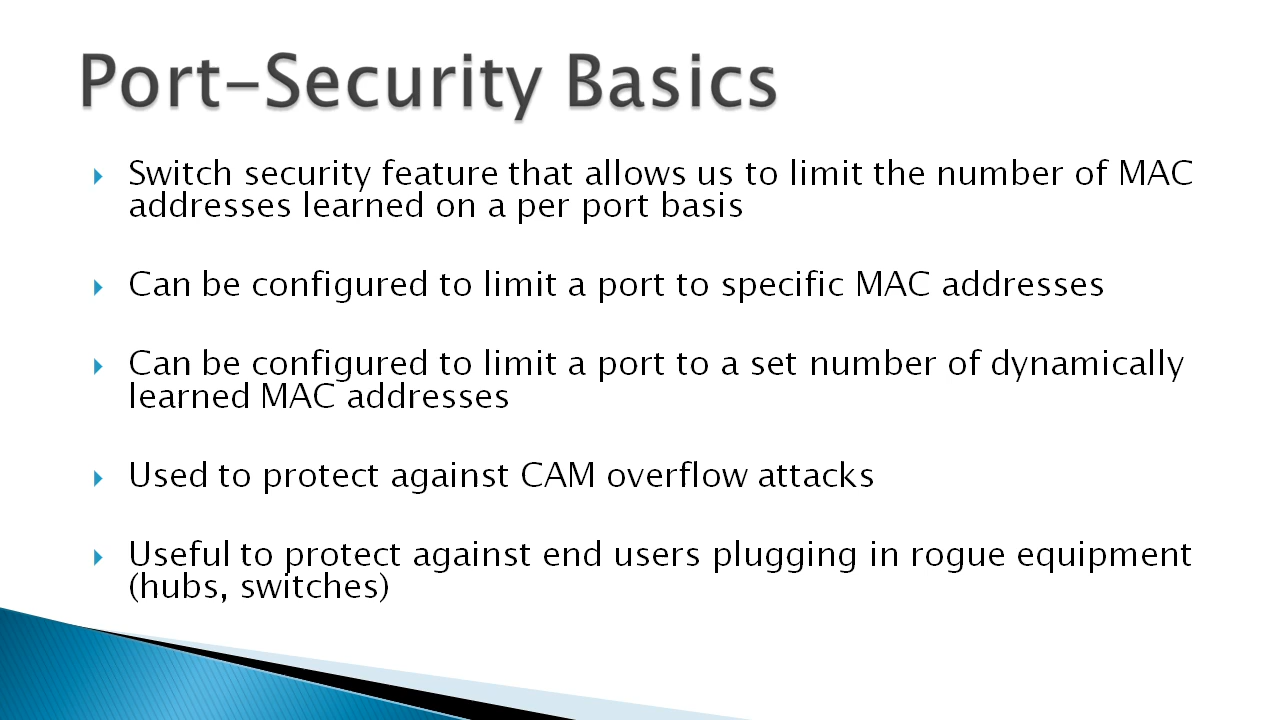 Port-Security Basics
Switch security feature that allows us to limit the number of MAC
addresses learned on a per port basis
Can be configured to limit a port to specific MAC addresses
Can be configured to limit a port to a set number of dynamically
learned MAC addresses
Used to protect against CAM overflow attacks
Useful to protect against end users plugging in rogue equipment
(hubs, switches)